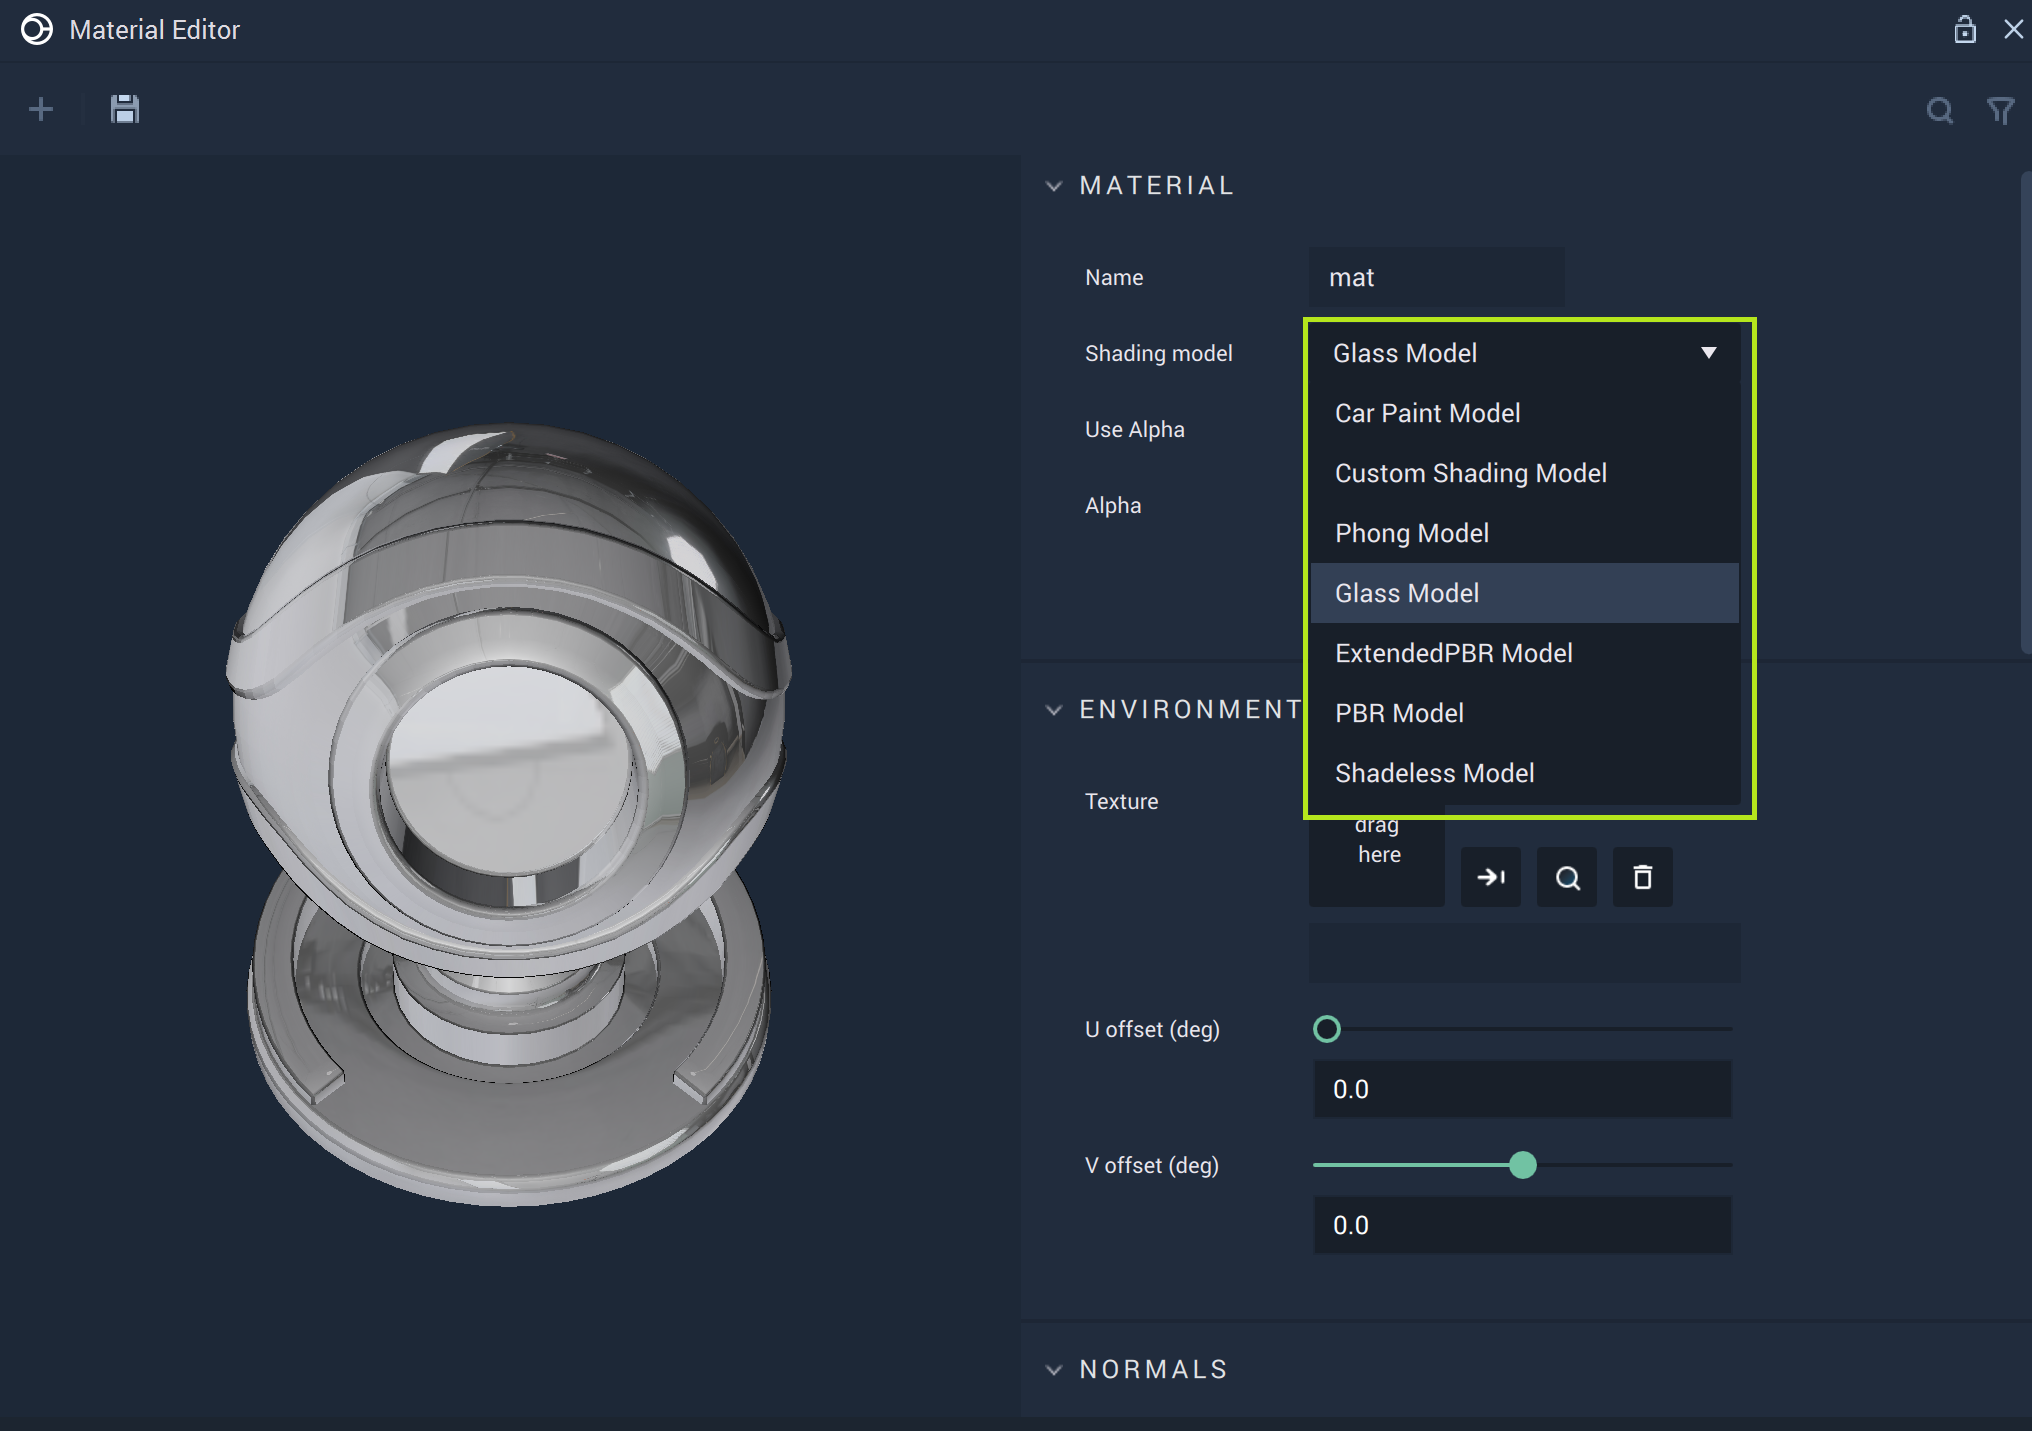 Material Editor
MATERIAL
Name
mat
Shading model
Glass Model
Car Paint Model
Use Alpha
Custom Shading Model
Alpha
Phong Model
Glass Model
ExtendedPBR Model
ENVIRONMENT
PBR Model
Shadeless Model
Texture
drag
here
U offset (deg)
0.0
V offset (deg)
0.0
NORMALS